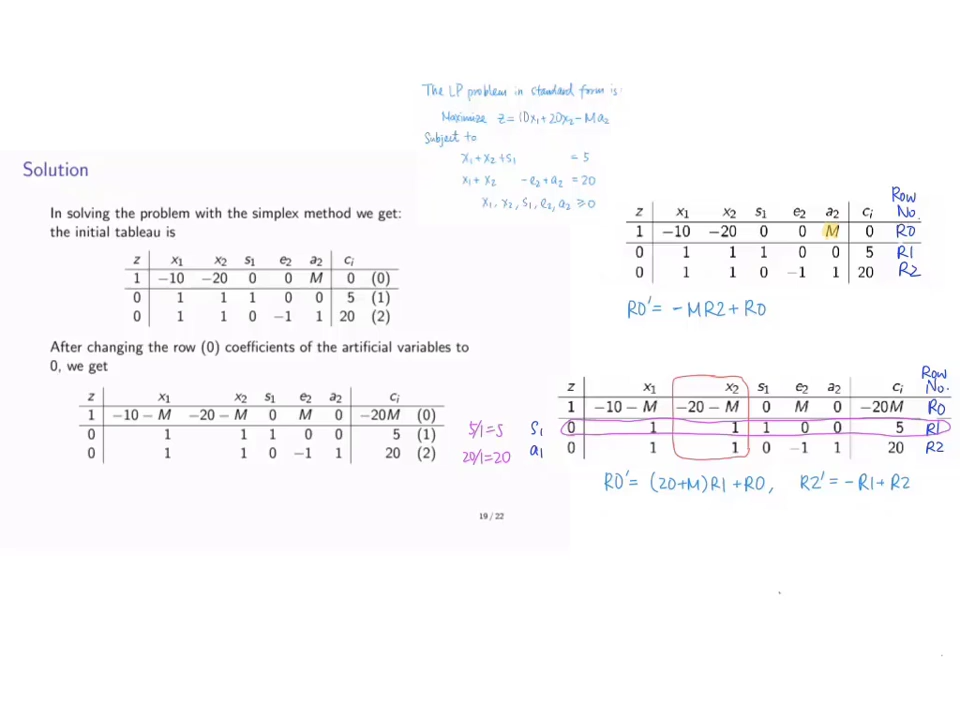 The LP problem in standard form is:
Maximize z = 10x₁ + 20x₂ − Ma₂
Subject to
x₁ + x₂ + s₁ = 5
x₁ + x₂ − e₂ + a₂ = 20
x₁, x₂, s₁, e₂, a₂ ≥ 0
Solution
In solving the problem with the simplex method we get:
the initial tableau is
z x₁ x₂ s₁ e₂ a₂ cᵢ
1 −10 −20 0 0 M 0 (0)
0 1 1 1 0 0 5 (1)
0 1 1 0 −1 1 20 (2)
After changing the row (0) coefficients of the artificial variables to
0, we get
z x₁ x₂ s₁ e₂ a₂ cᵢ
1 −10 − M −20 − M 0 M 0 −20M (0)
0 1 1 1 0 0 5 (1)
0 1 1 0 −1 1 20 (2)
19 / 22
Row
z x₁ x₂ s₁ e₂ a₂ cᵢ No.
1 −10 −20 0 0 M 0 R0
0 1 1 1 0 0 5 R1
0 1 1 0 −1 1 20 R2
R0' = − MR2 + R0
Row
z x₁ x₂ s₁ e₂ a₂ cᵢ No.
1 −10 − M −20 − M 0 M 0 −20M R0
5/1 = 5 s₁ 0 1 1 1 0 0 5 R1
20/1 = 20 a₁ 0 1 1 0 −1 1 20 R2
R0' = (20+M)R1 + R0, R2' = −R1 + R2